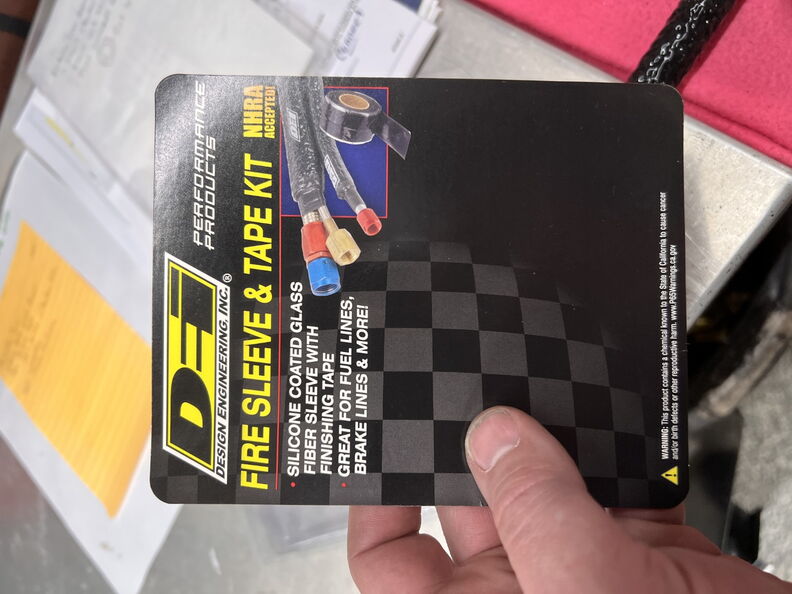 DEI
PERFORMANCE
PRODUCTS
DESIGN ENGINEERING, INC.®
FIRE SLEEVE & TAPE KIT
NHRA
ACCEPTED!
• SILICONE COATED GLASS
FIBER SLEEVE WITH
FINISHING TAPE
• GREAT FOR FUEL LINES,
BRAKE LINES & MORE!
WARNING: This product contains a chemical known to the State of California to cause cancer
and/or birth defects or other reproductive harm. www.P65Warnings.ca.gov